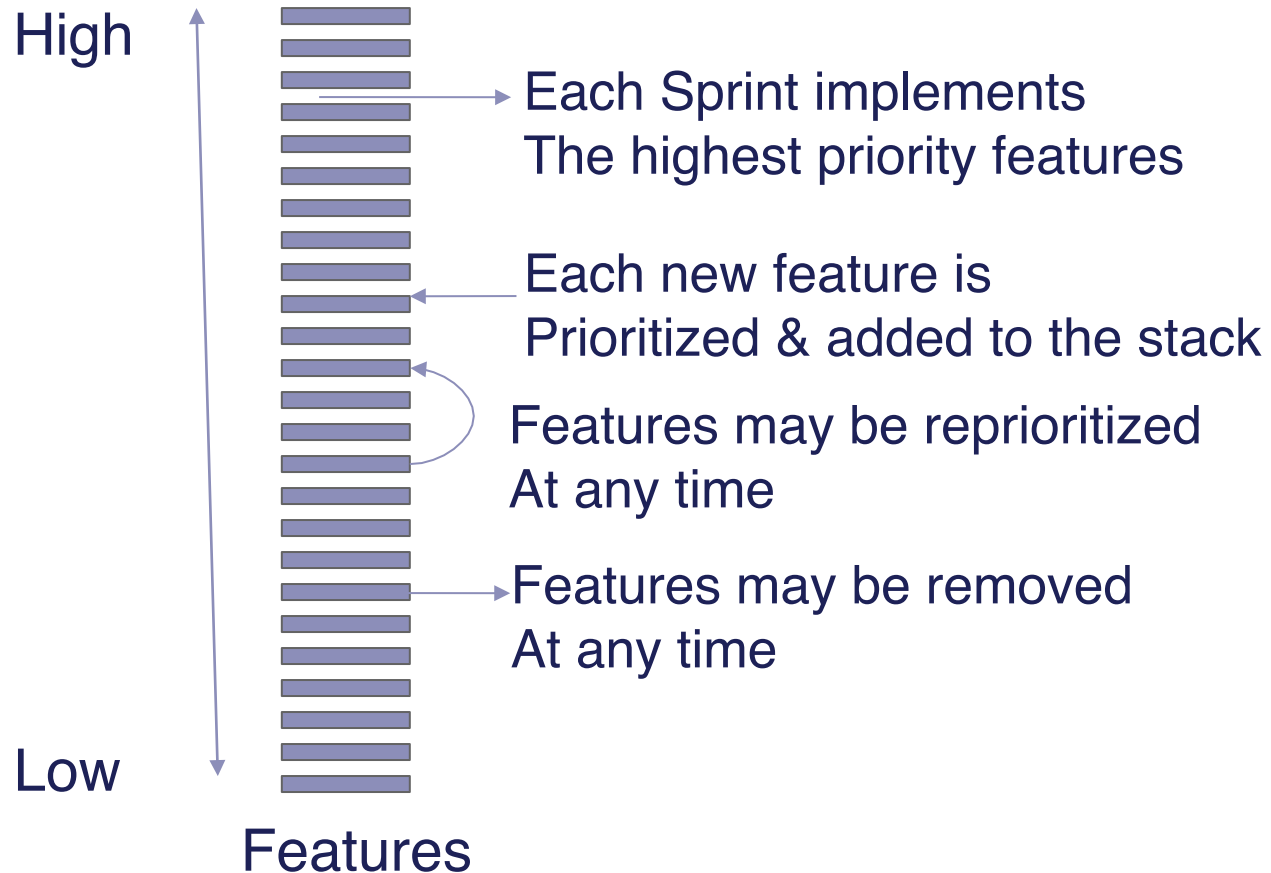 High
Each Sprint implements
The highest priority features
Each new feature is
Prioritized & added to the stack
Features may be reprioritized
At any time
Features may be removed
At any time
Low
Features